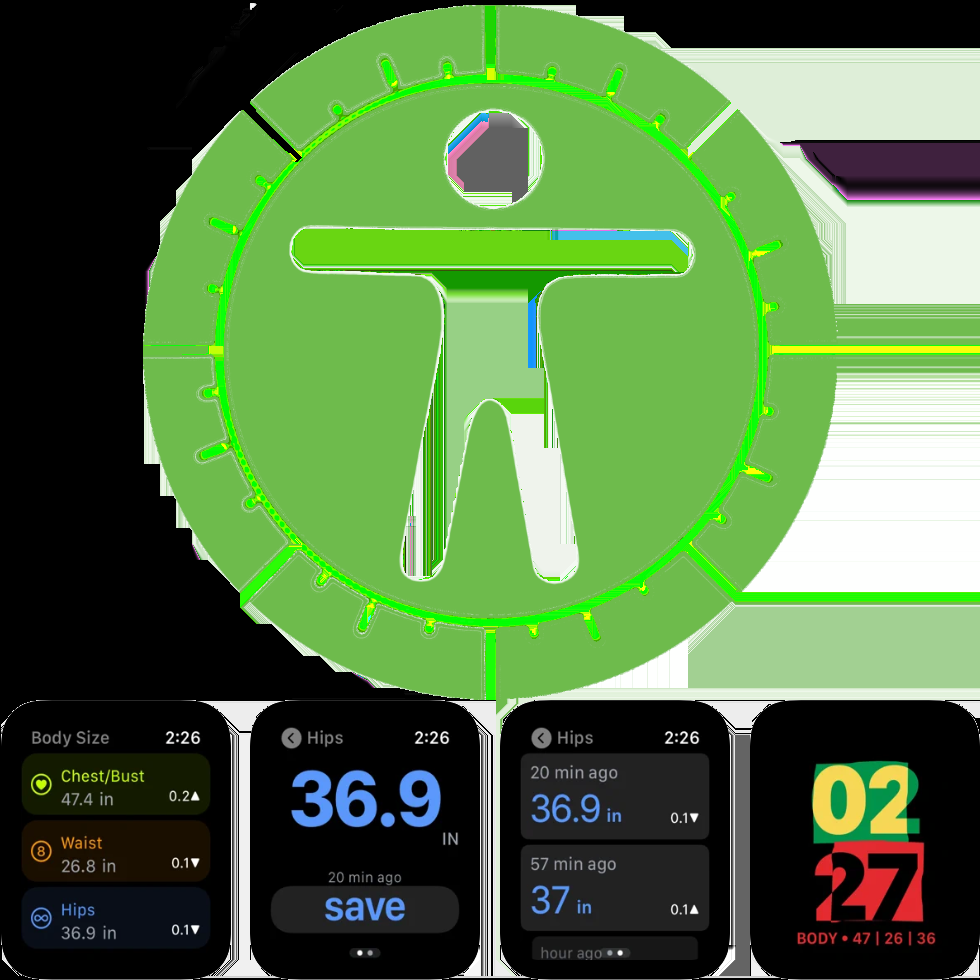 Body Size 2:26
Chest/Bust
47.4 in 0.2▲
8 Waist
26.8 in 0.1▼
Hips
36.9 in 0.1▼
Hips 2:26
36.9
IN
20 min ago
save
Hips 2:26
20 min ago
36.9 in 0.1▼
57 min ago
37 in 0.1▲
hour ago
02
27
BODY • 47 | 26 | 36